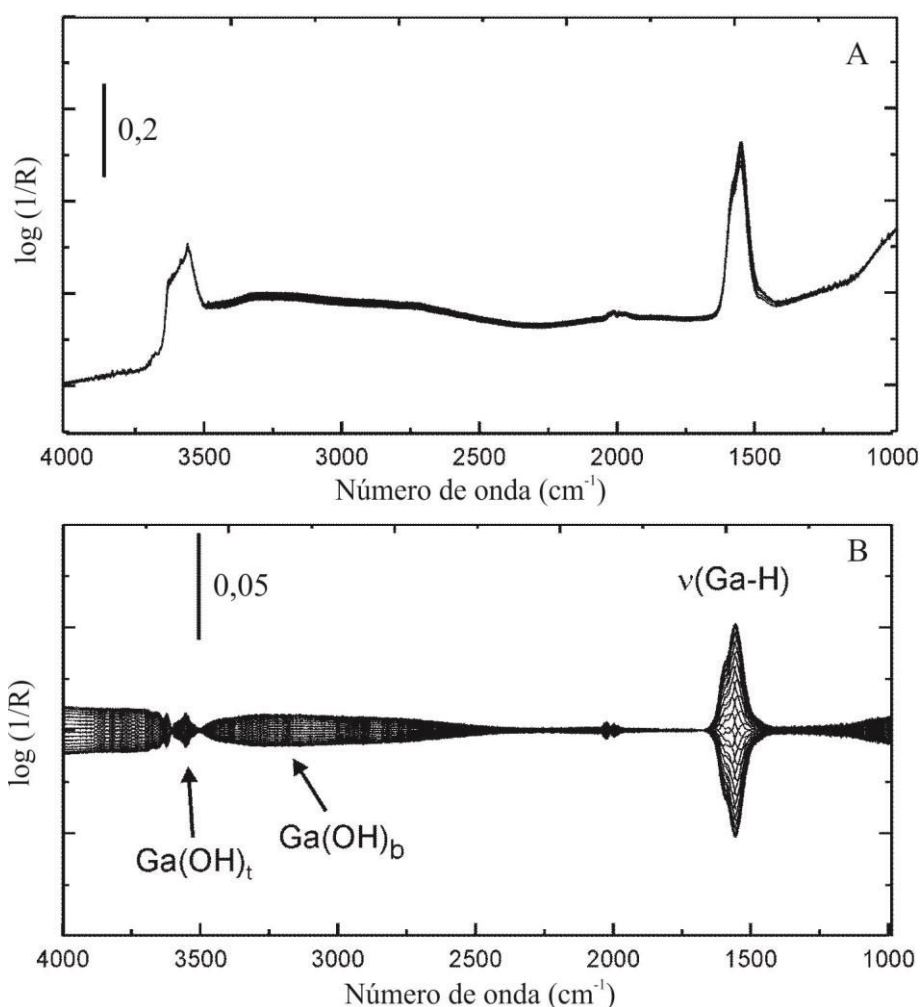 A
0,2
log (1/R)
4000 3500 3000 2500 2000 1500 1000
Número de onda (cm⁻¹)
B
0,05
ν(Ga-H)
log (1/R)
Ga(OH)ₜ
Ga(OH)b
4000 3500 3000 2500 2000 1500 1000
Número de onda (cm⁻¹)